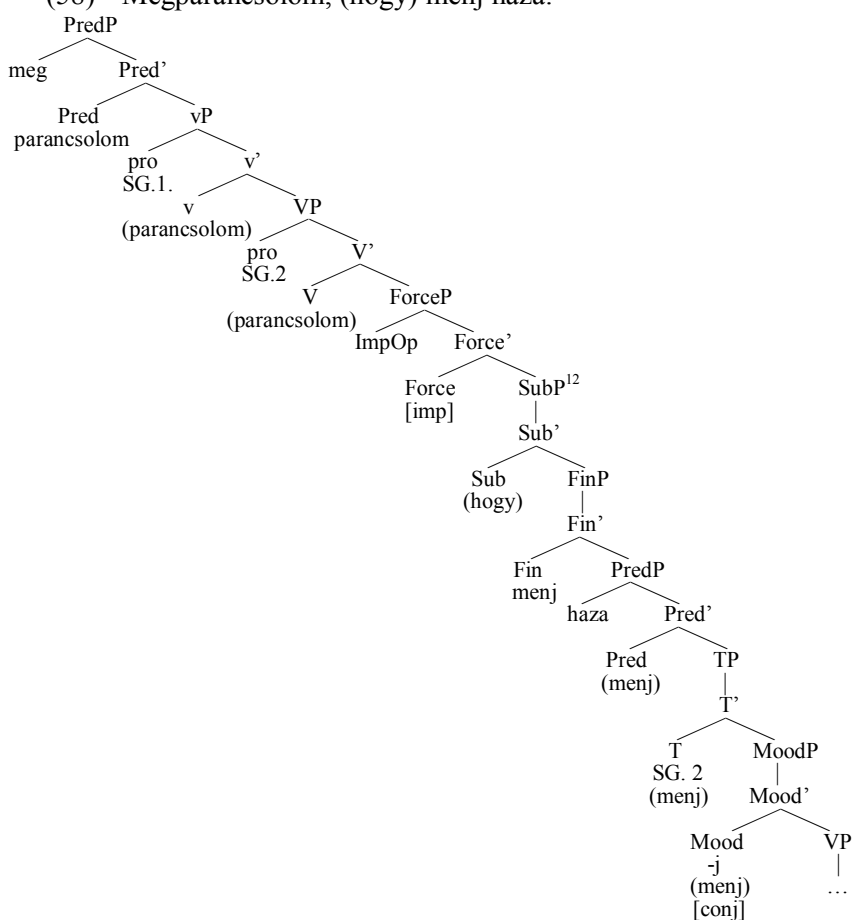 (58) Megparancsolom, (hogy) menj haza.
PredP
meg Pred’
Pred vP
parancsolom
pro v’
SG.1.
v VP
(parancsolom)
pro V’
SG.2
V ForceP
(parancsolom)
ImpOp Force’
Force SubP12
[imp]
Sub’
Sub FinP
(hogy)
Fin’
Fin PredP
menj
haza Pred’
Pred TP
(menj)
T’
T MoodP
SG. 2
(menj) Mood’
Mood VP
-j
(menj) …
[conj]